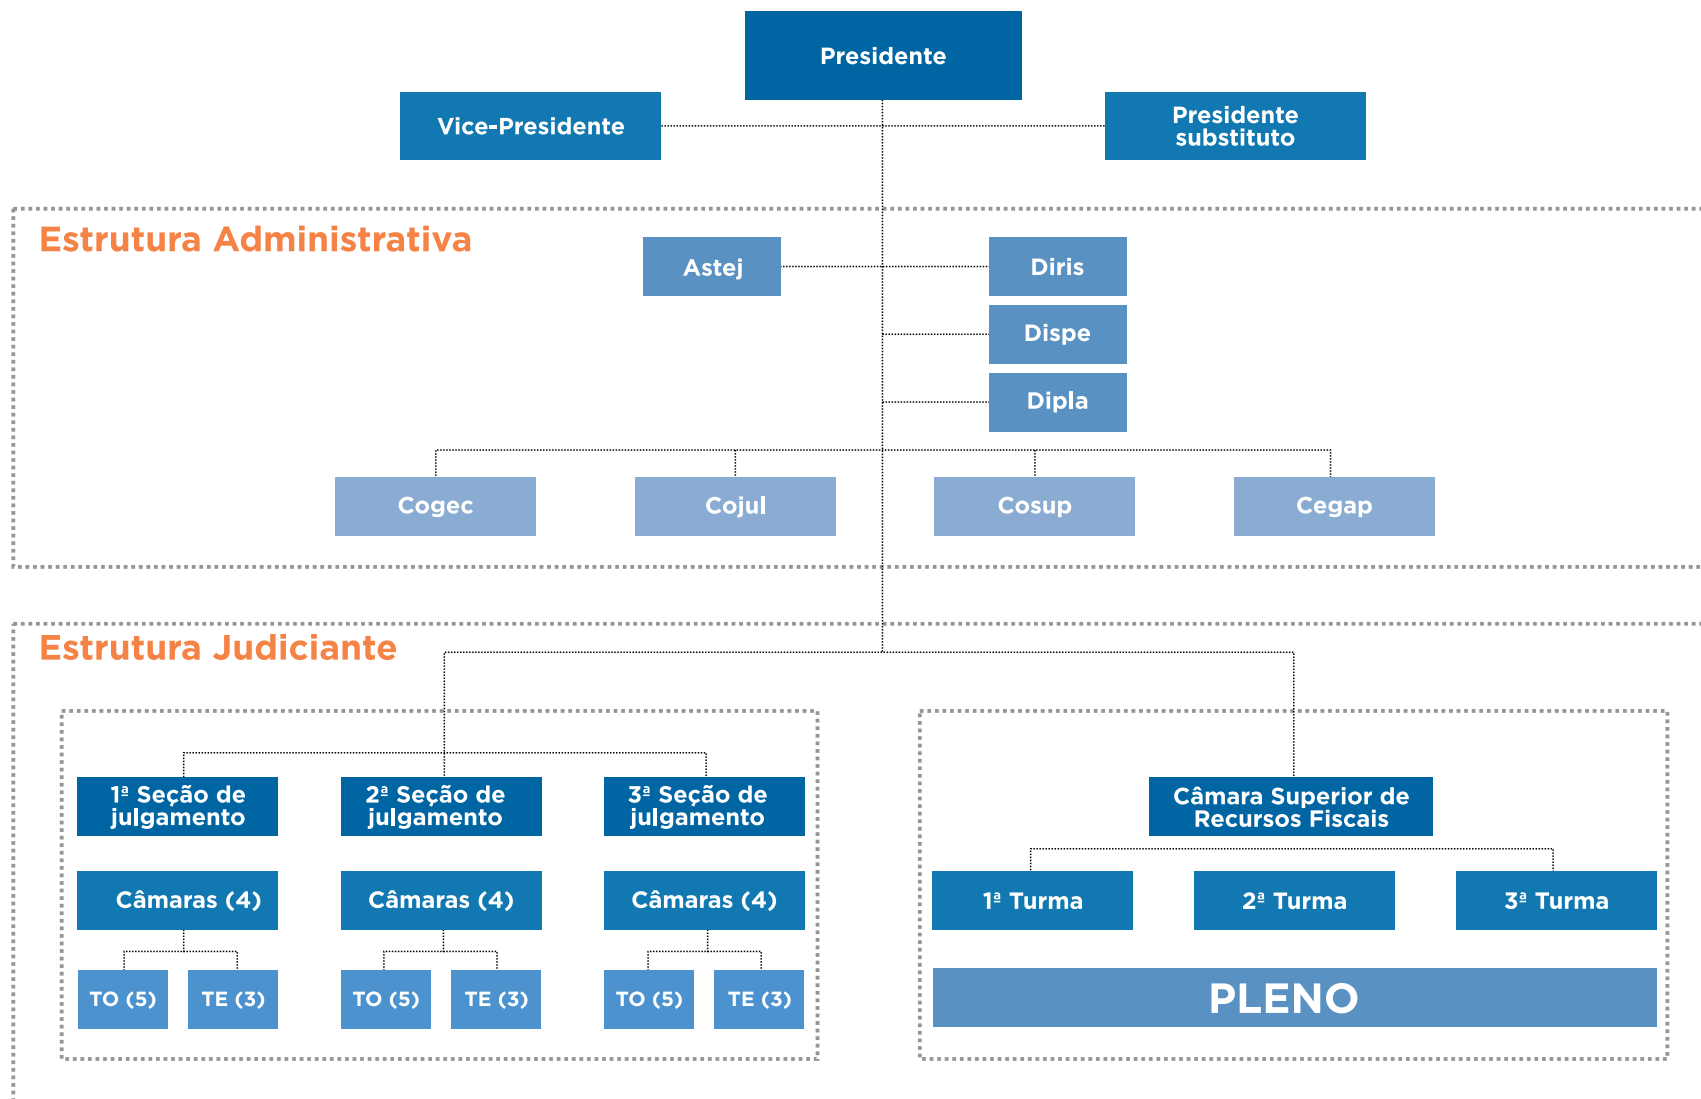 Presidente
Vice-Presidente
Presidente
substituto
Estrutura Administrativa
Astej
Diris
Dispe
Dipla
Cogec
Cojul
Cosup
Cegap
Estrutura Judiciante
1ª Seção de
julgamento
2ª Seção de
julgamento
3ª Seção de
julgamento
Câmara Superior de
Recursos Fiscais
Câmaras (4)
Câmaras (4)
Câmaras (4)
1ª Turma
2ª Turma
3ª Turma
TO (5)
TE (3)
TO (5)
TE (3)
TO (5)
TE (3)
PLENO